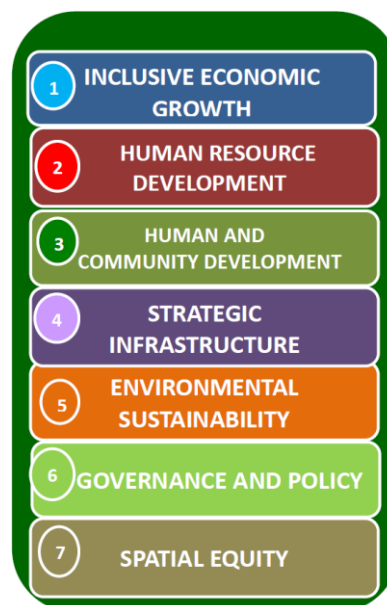 1 INCLUSIVE ECONOMIC
GROWTH
2 HUMAN RESOURCE
DEVELOPMENT
3 HUMAN AND
COMMUNITY DEVELOPMENT
4 STRATEGIC
INFRASTRUCTURE
5 ENVIRONMENTAL
SUSTAINABILITY
6 GOVERNANCE AND POLICY
7 SPATIAL EQUITY